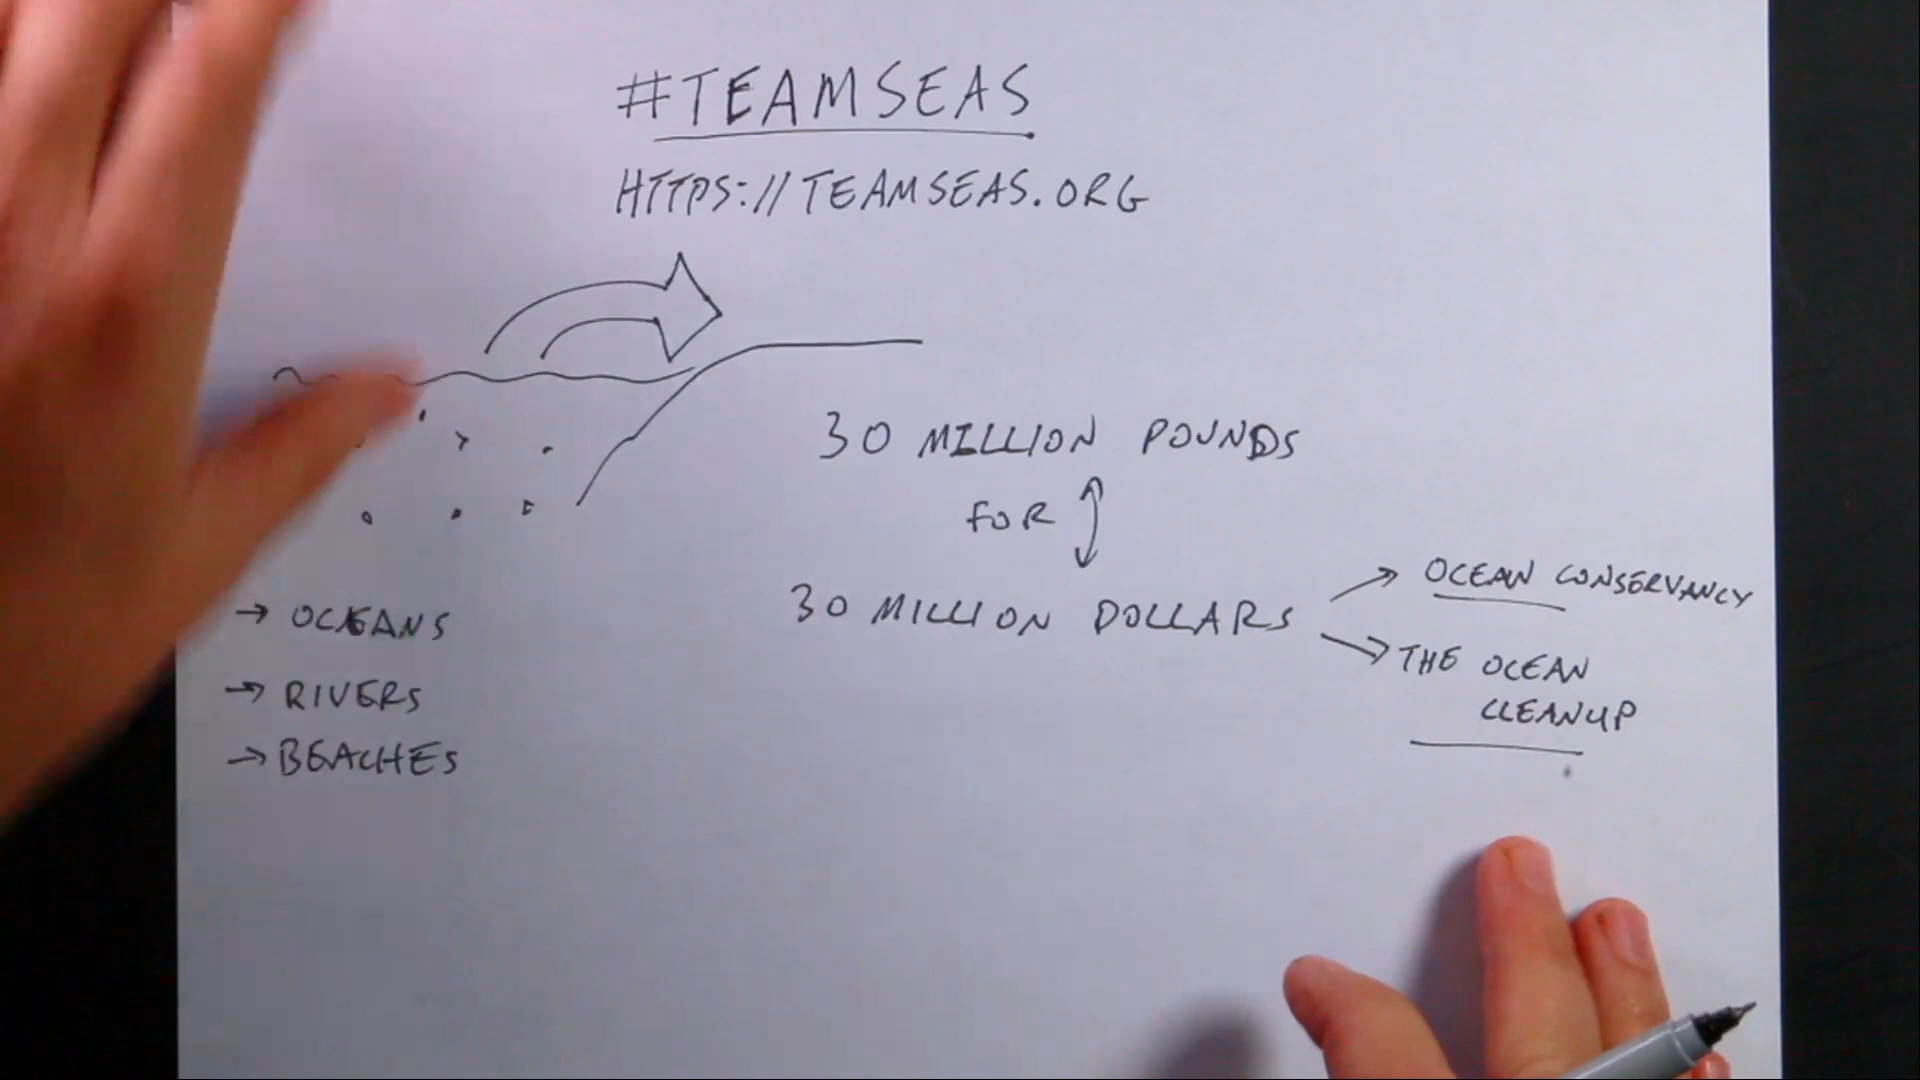 #TEAMSEAS
HTTPS://TEAMSEAS.ORG
30 MILLION POUNDS
FOR
30 MILLION DOLLARS
→ OCEAN CONSERVANCY
→ THE OCEAN
CLEANUP
→ OCEANS
→ RIVERS
→ BEACHES